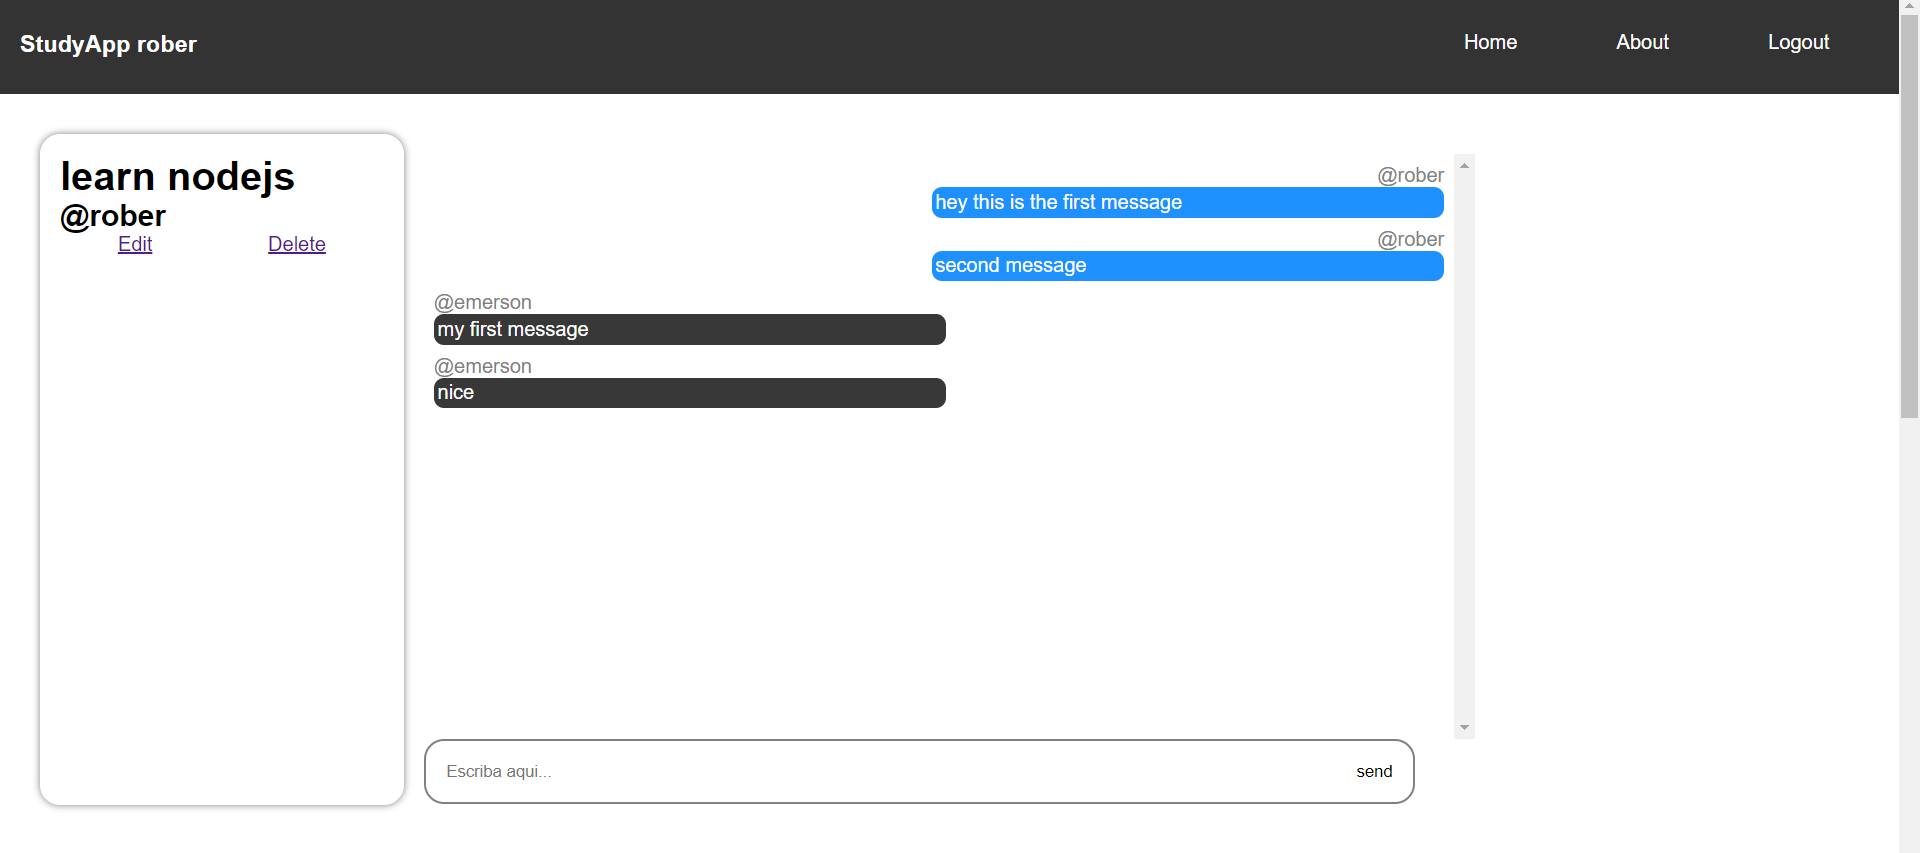 StudyApp rober
Home About Logout
learn nodejs
@rober
Edit Delete
@rober
hey this is the first message
@rober
second message
@emerson
my first message
@emerson
nice
Escriba aqui... send